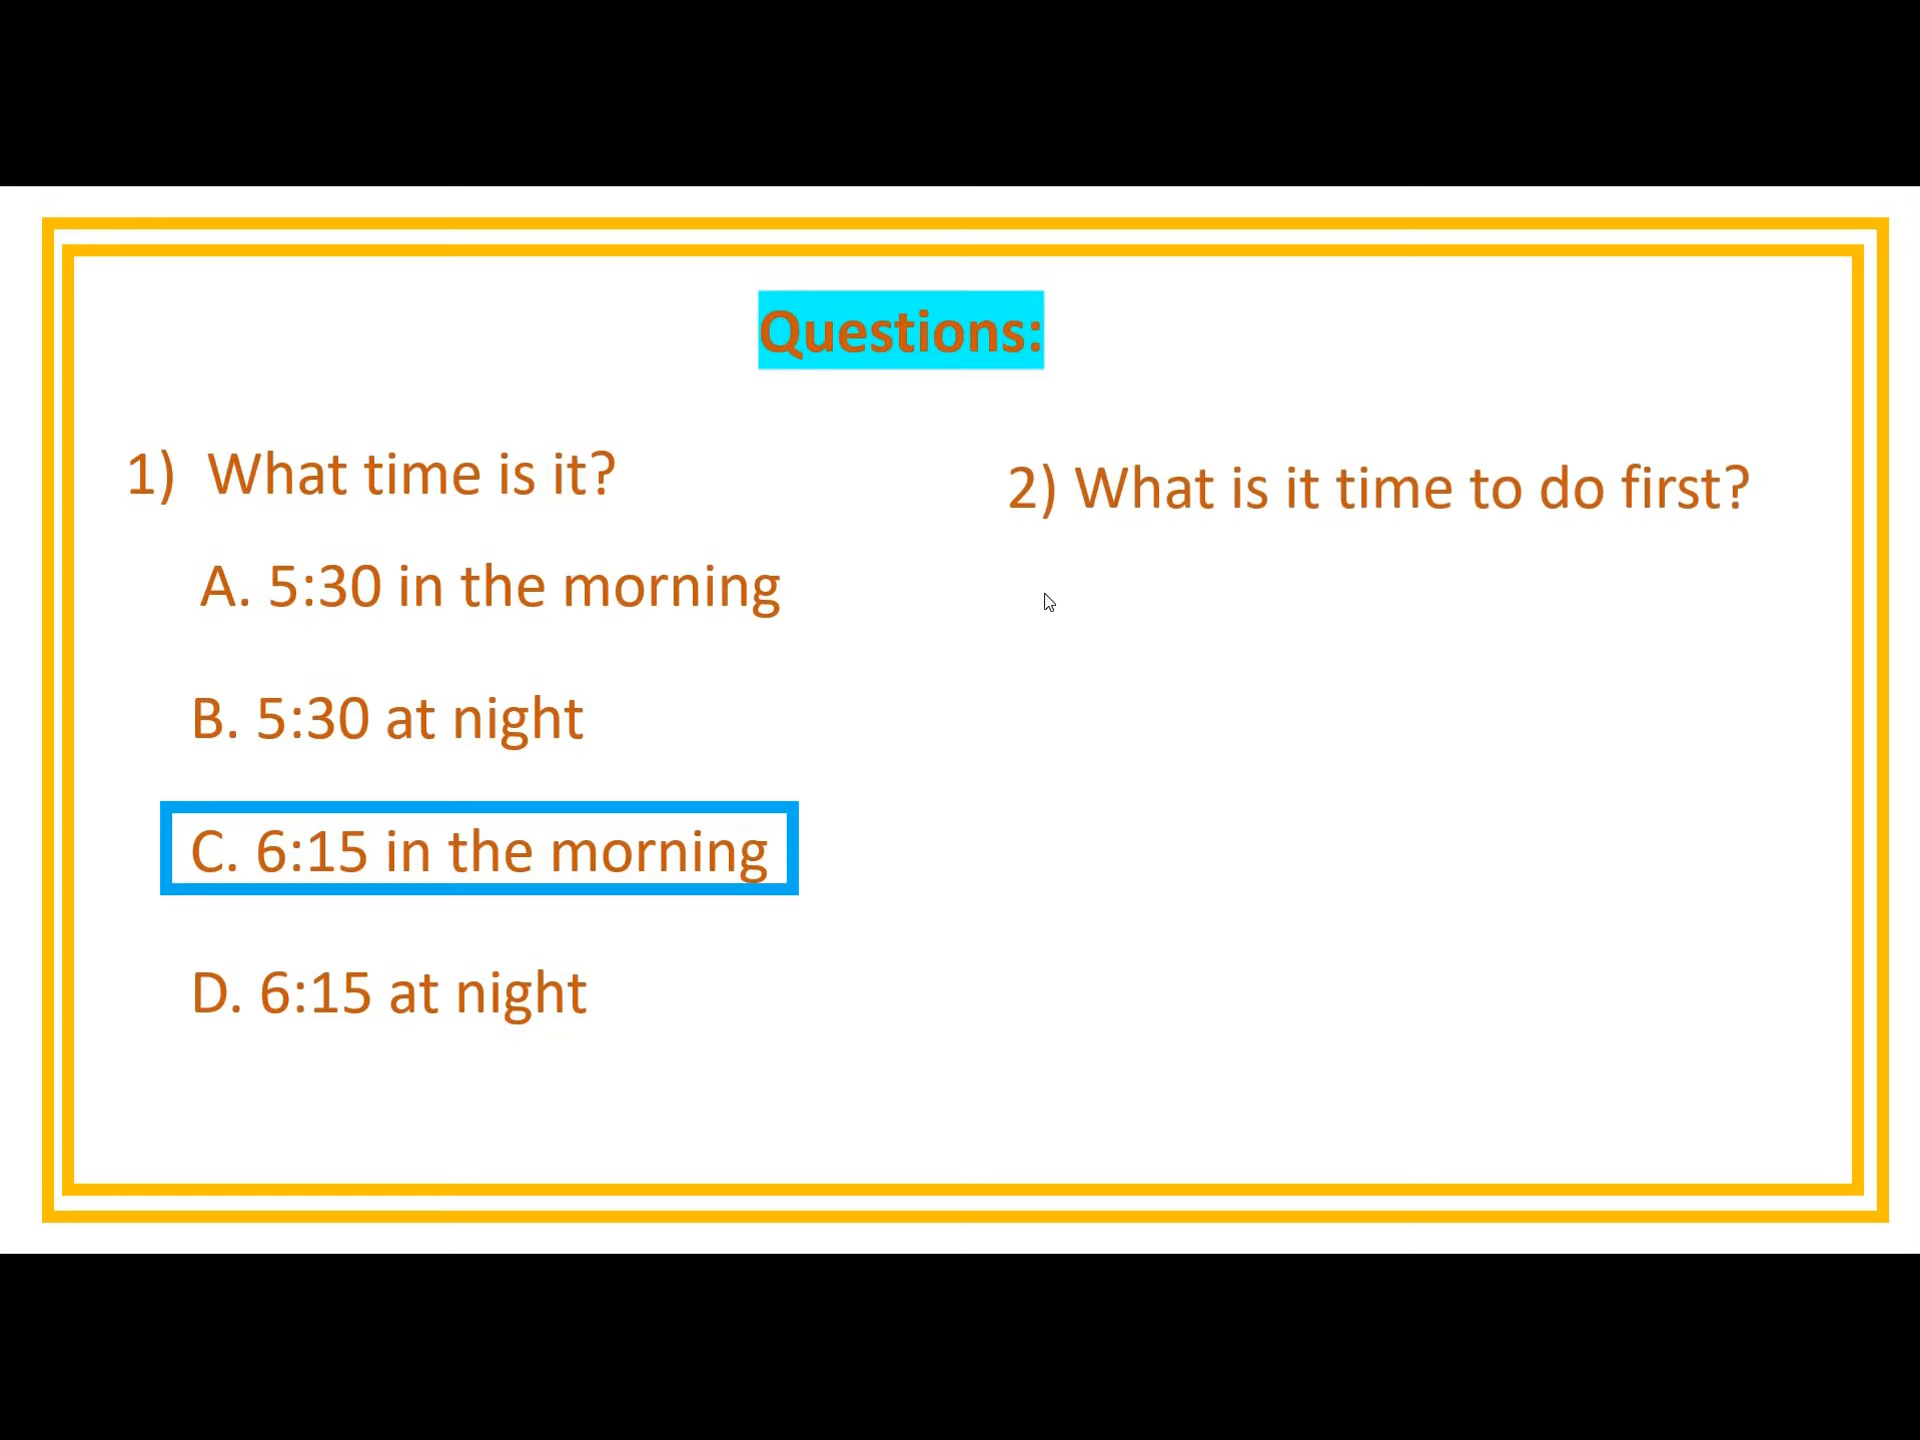 Questions:
1) What time is it?
A. 5:30 in the morning
B. 5:30 at night
C. 6:15 in the morning
D. 6:15 at night
2) What is it time to do first?